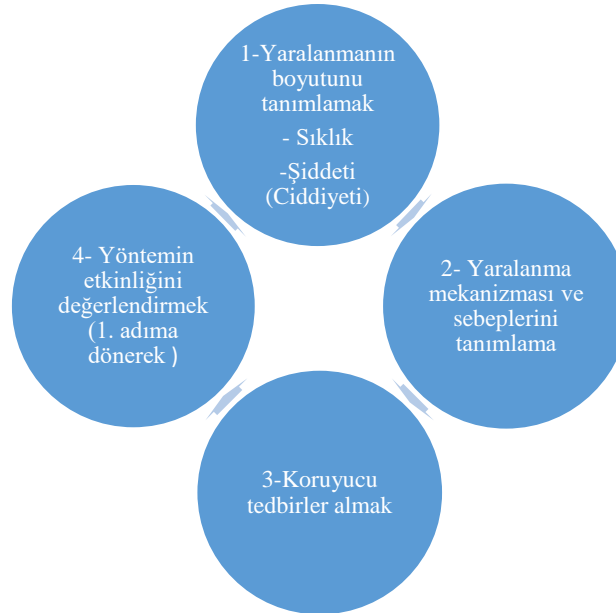 1-Yaralanmanın
boyutunu
tanımlamak
- Sıklık
-Şiddeti
(Ciddiyeti)
2- Yaralanma
mekanizması ve
sebeplerini
tanımlama
3-Koruyucu
tedbirler almak
4- Yöntemin
etkinliğini
değerlendirmek
(1. adıma
dönerek )